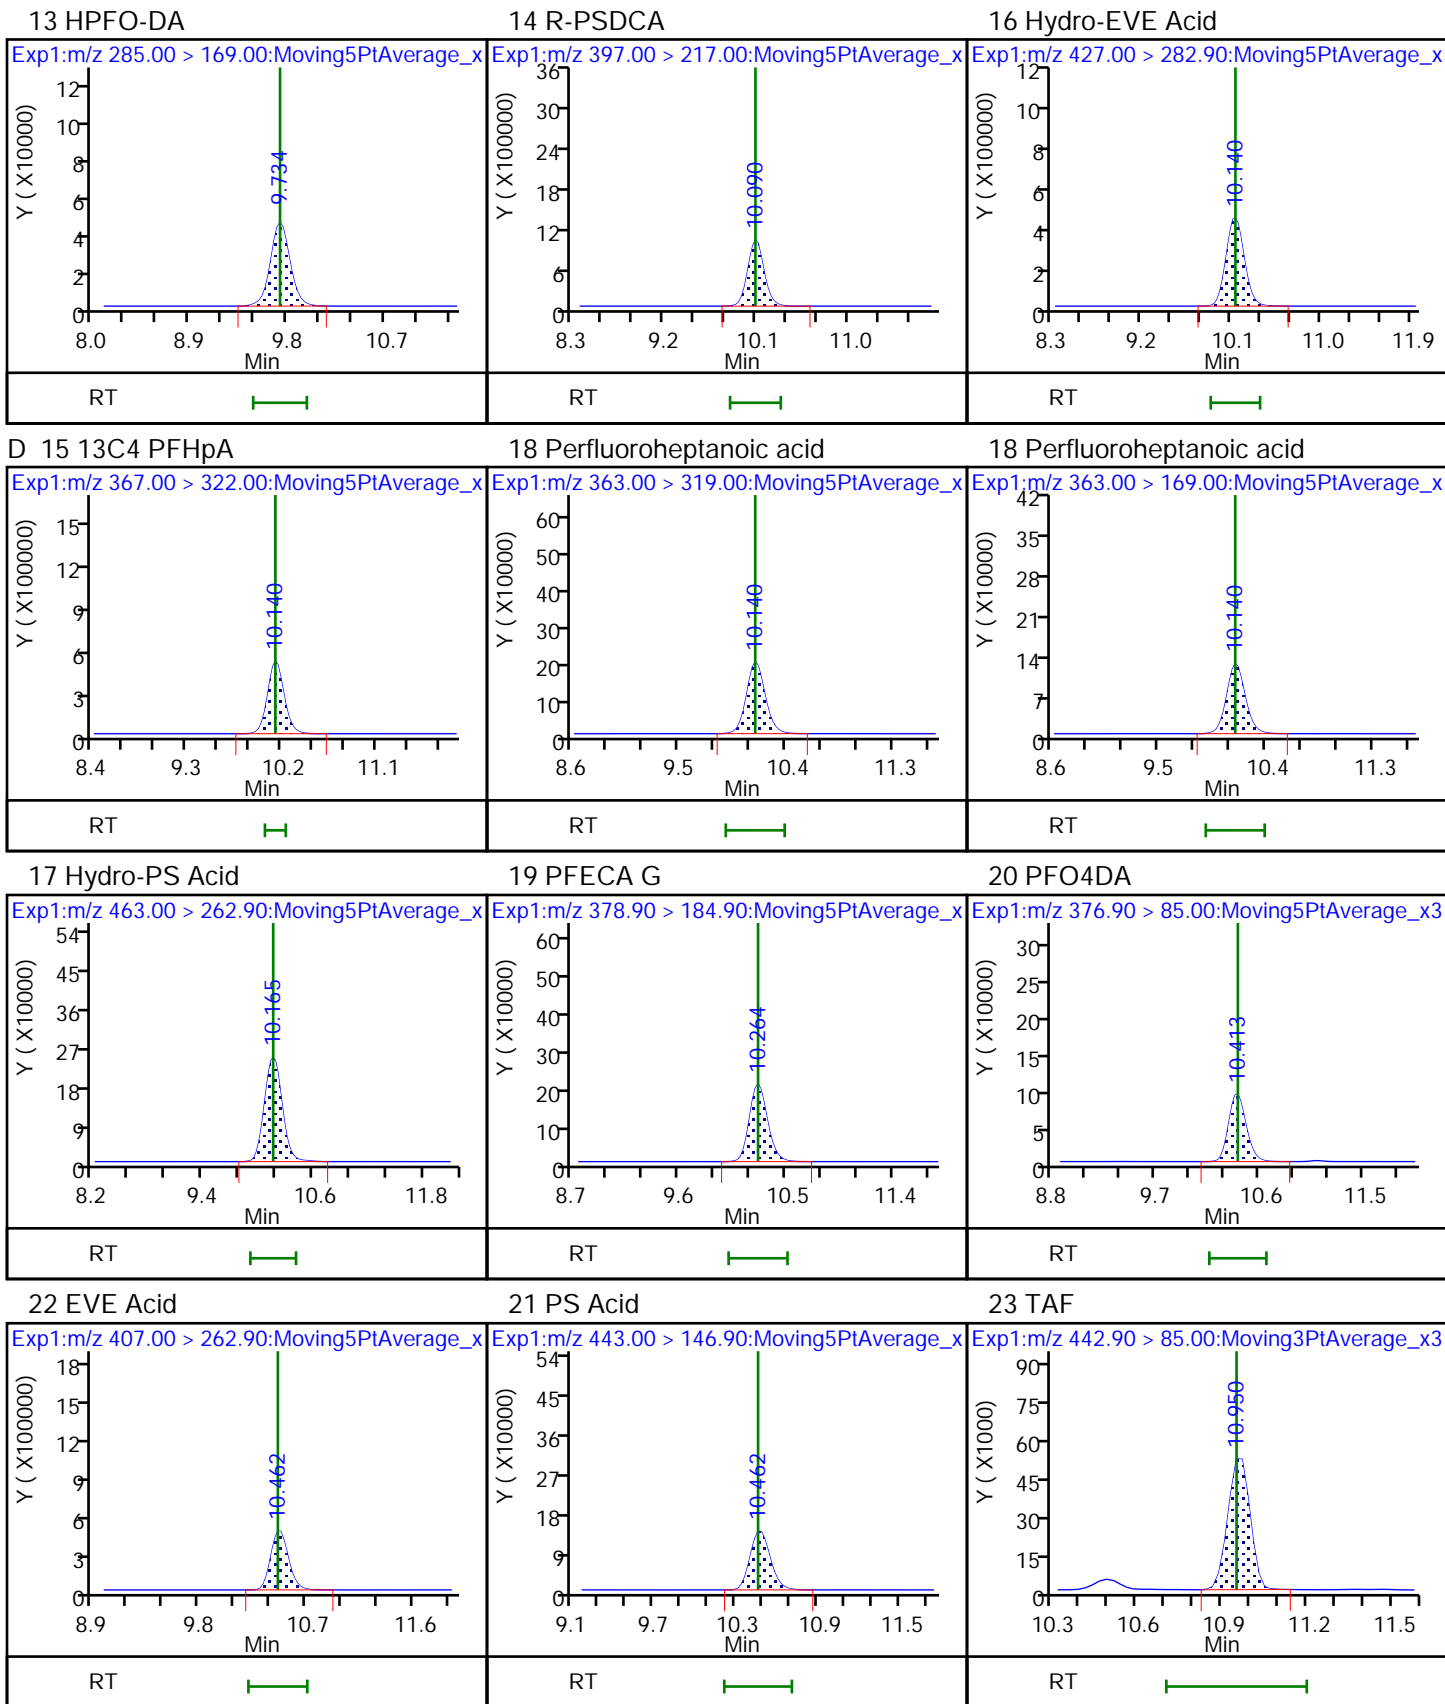 13 HPFO-DA
Exp1:m/z 285.00 > 169.00:Moving5PtAverage_x
Y ( X100000)
12
10
8
6
4
2
0
9.734
8.0 8.9 9.8 10.7
Min
RT
14 R-PSDCA
Exp1:m/z 397.00 > 217.00:Moving5PtAverage_x
Y ( X100000)
36
30
24
18
12
6
0
10.090
8.3 9.2 10.1 11.0
Min
RT
16 Hydro-EVE Acid
Exp1:m/z 427.00 > 282.90:Moving5PtAverage_x
Y ( X100000)
12
10
8
6
4
2
0
10.140
8.3 9.2 10.1 11.0 11.9
Min
RT
D 15 13C4 PFHpA
Exp1:m/z 367.00 > 322.00:Moving5PtAverage_x
Y ( X100000)
15
12
9
6
3
0
10.140
8.4 9.3 10.2 11.1
Min
RT
18 Perfluoroheptanoic acid
Exp1:m/z 363.00 > 319.00:Moving5PtAverage_x
Y ( X10000)
60
50
40
30
20
10
0
10.140
8.6 9.5 10.4 11.3
Min
RT
18 Perfluoroheptanoic acid
Exp1:m/z 363.00 > 169.00:Moving5PtAverage_x
Y ( X10000)
42
35
28
21
14
7
0
10.140
8.6 9.5 10.4 11.3
Min
RT
17 Hydro-PS Acid
Exp1:m/z 463.00 > 262.90:Moving5PtAverage_x
Y ( X10000)
54
45
36
27
18
9
0
10.165
8.2 9.4 10.6 11.8
Min
RT
19 PFECA G
Exp1:m/z 378.90 > 184.90:Moving5PtAverage_x
Y ( X10000)
60
50
40
30
20
10
0
10.264
8.7 9.6 10.5 11.4
Min
RT
20 PFO4DA
Exp1:m/z 376.90 > 85.00:Moving5PtAverage_x3
Y ( X10000)
30
25
20
15
10
5
0
10.413
8.8 9.7 10.6 11.5
Min
RT
22 EVE Acid
Exp1:m/z 407.00 > 262.90:Moving5PtAverage_x
Y ( X100000)
18
15
12
9
6
3
0
10.462
8.9 9.8 10.7 11.6
Min
RT
21 PS Acid
Exp1:m/z 443.00 > 146.90:Moving5PtAverage_x
Y ( X10000)
54
45
36
27
18
9
0
10.462
9.1 9.7 10.3 10.9 11.5
Min
RT
23 TAF
Exp1:m/z 442.90 > 85.00:Moving3PtAverage_x3
Y ( X1000)
90
75
60
45
30
15
0
10.950
10.3 10.6 10.9 11.2 11.5
Min
RT